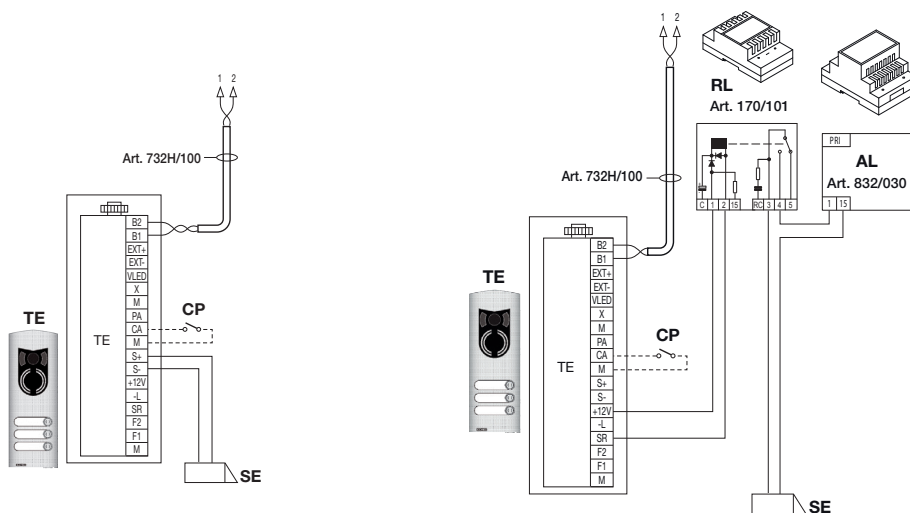 1 2
Art. 732H/100
B2
B1
EXT+
EXT-
VLED
X
M
PA
CA
M
S+
S-
+12V
-L
SR
F2
F1
M
TE
TE
CP
SE
1 2
RL
Art. 170/101
C 1 2 15 RC 3 4 5
PRI
AL
Art. 832/030
1 15
Art. 732H/100
B2
B1
EXT+
EXT-
VLED
X
M
PA
CA
M
S+
S-
+12V
-L
SR
F2
F1
M
TE
TE
CP
SE